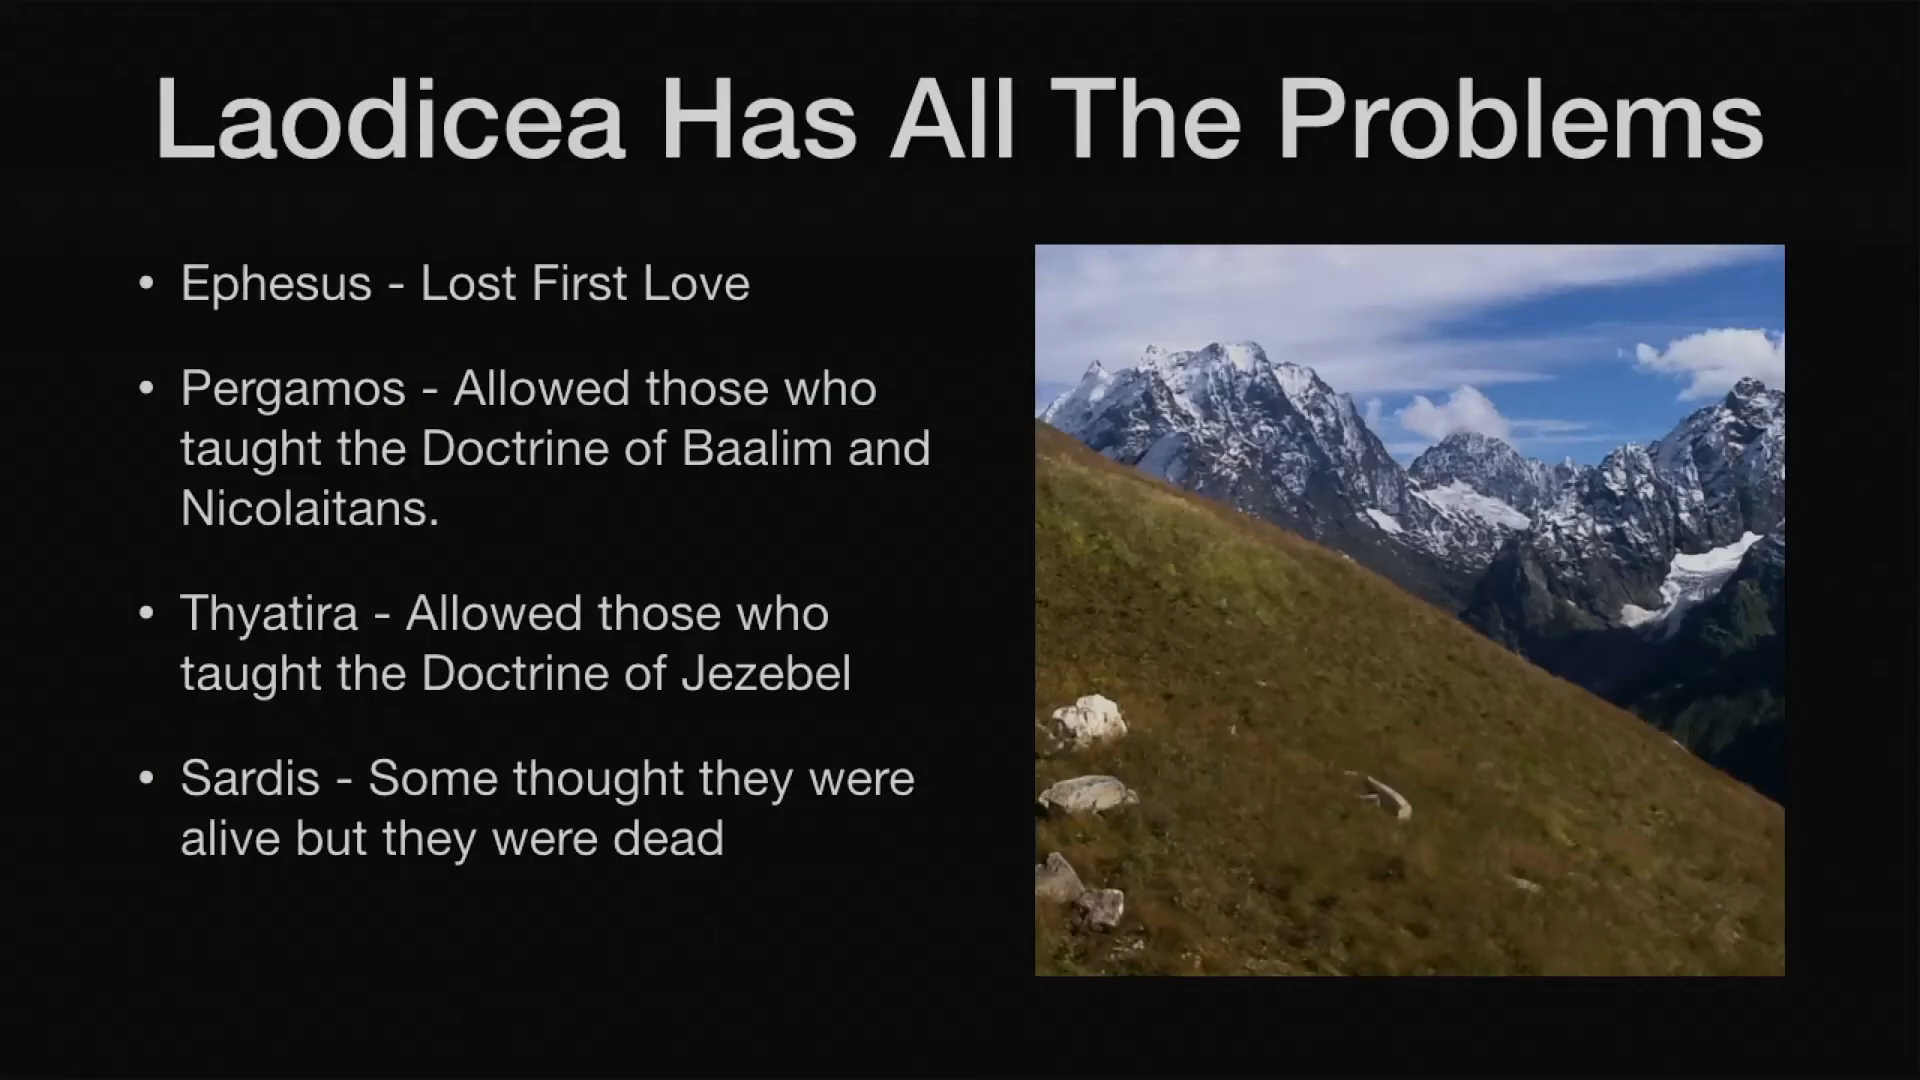 Laodicea Has All The Problems
• Ephesus - Lost First Love
• Pergamos - Allowed those who
taught the Doctrine of Baalim and
Nicolaitans.
• Thyatira - Allowed those who
taught the Doctrine of Jezebel
• Sardis - Some thought they were
alive but they were dead